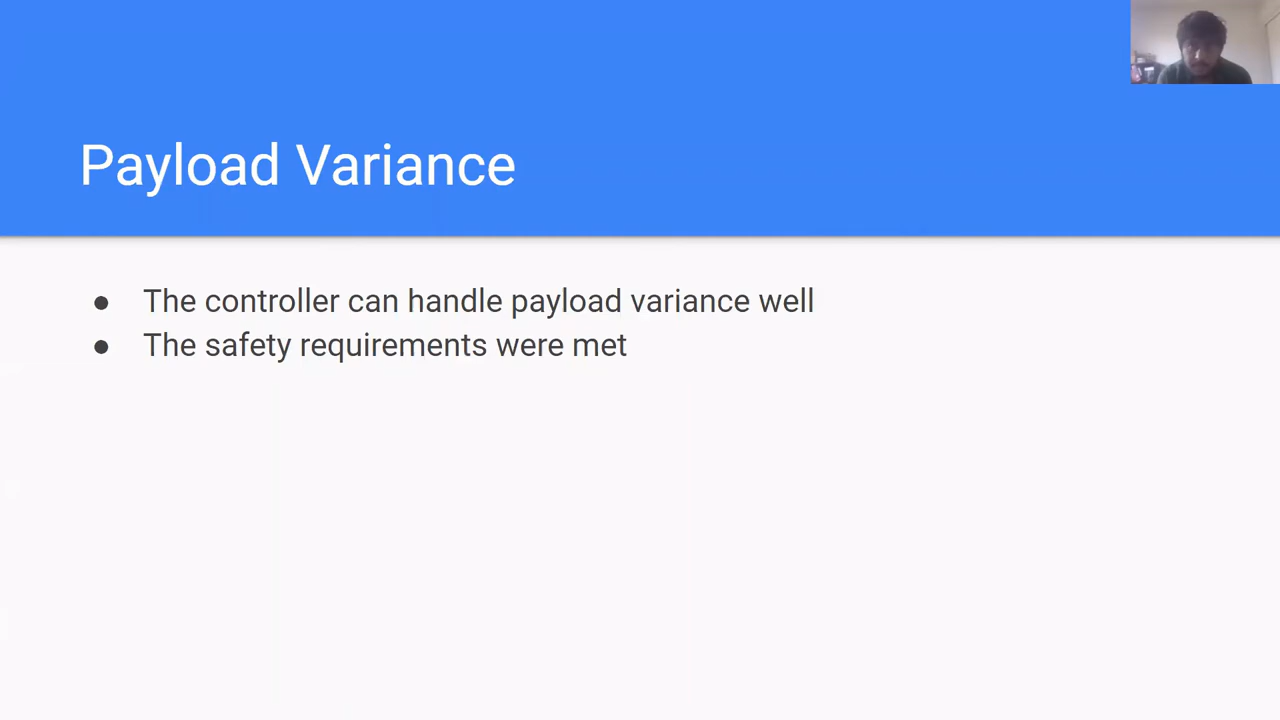 Payload Variance
● The controller can handle payload variance well
● The safety requirements were met